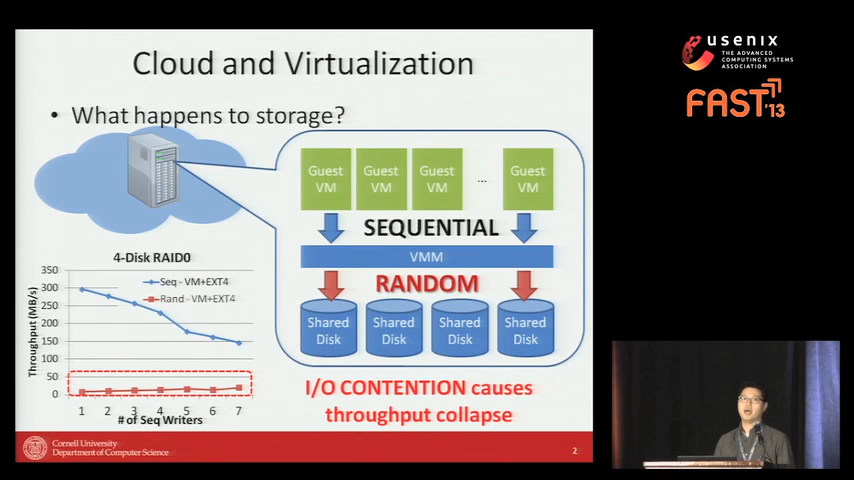 Cloud and Virtualization
• What happens to storage?
Guest VM
Guest VM
Guest VM
...
Guest VM
SEQUENTIAL
VMM
RANDOM
Shared Disk
Shared Disk
Shared Disk
Shared Disk
I/O CONTENTION causes
throughput collapse
4-Disk RAID0
Throughput (MB/s)
350
300
250
200
150
100
50
0
Seq - VM+EXT4
Rand - VM+EXT4
1 2 3 4 5 6 7
# of Seq Writers
Cornell University
Department of Computer Science
2
usenix
THE ADVANCED
COMPUTING SYSTEMS
ASSOCIATION
FAST '13